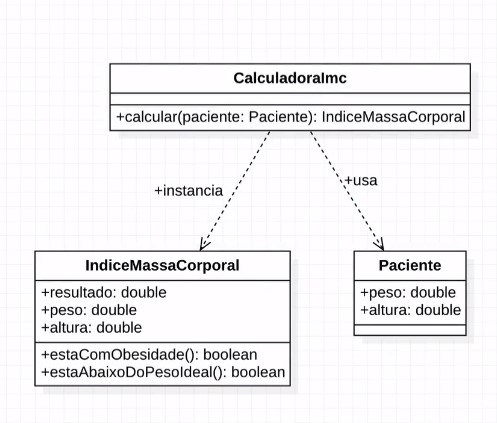 CalculadoraImc
+calcular(paciente: Paciente): IndiceMassaCorporal
+instancia
+usa
IndiceMassaCorporal
+resultado: double
+peso: double
+altura: double
+estaComObesidade(): boolean
+estaAbaixoDoPesoIdeal(): boolean
Paciente
+peso: double
+altura: double